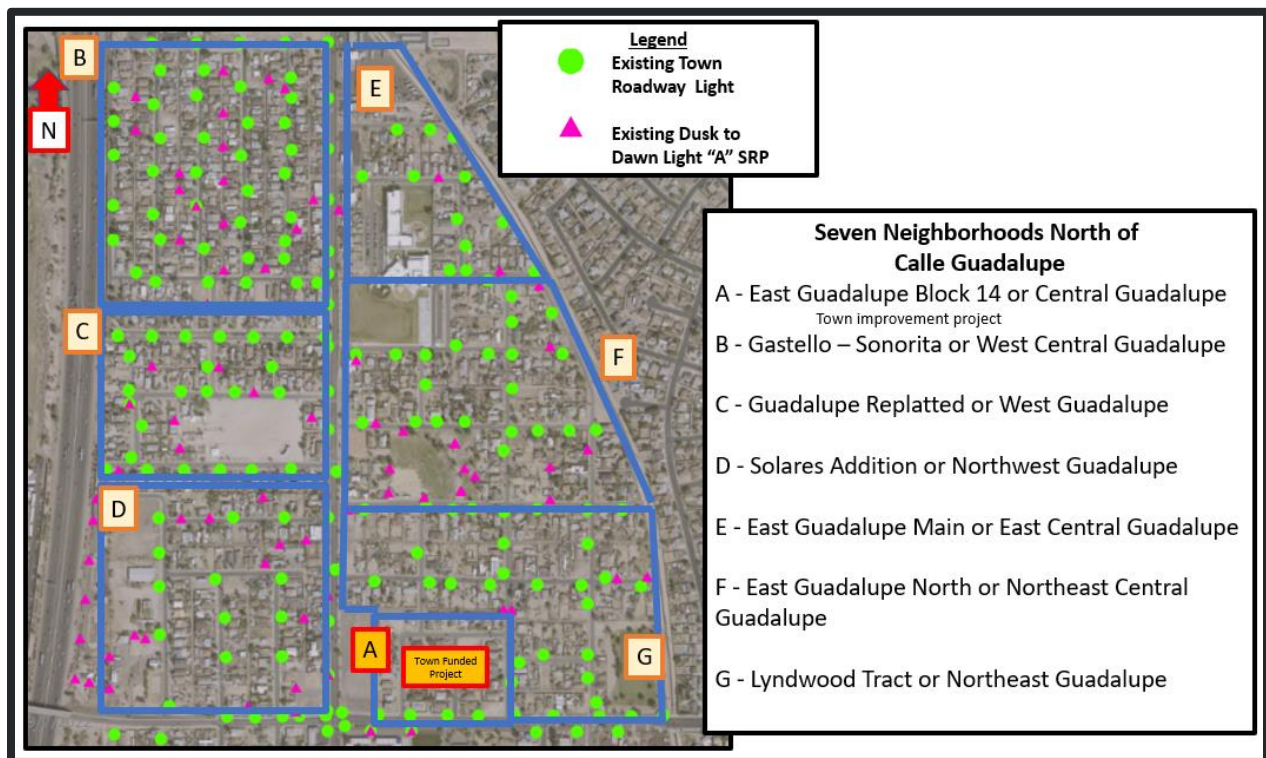 Legend
Existing Town
Roadway Light
Existing Dusk to
Dawn Light “A” SRP
B
E
N
C
F
D
A
Town Funded
Project
G
Seven Neighborhoods North of
Calle Guadalupe
A - East Guadalupe Block 14 or Central Guadalupe
Town improvement project
B - Gastello – Sonorita or West Central Guadalupe
C - Guadalupe Replatted or West Guadalupe
D - Solares Addition or Northwest Guadalupe
E - East Guadalupe Main or East Central Guadalupe
F - East Guadalupe North or Northeast Central
Guadalupe
G - Lyndwood Tract or Northeast Guadalupe